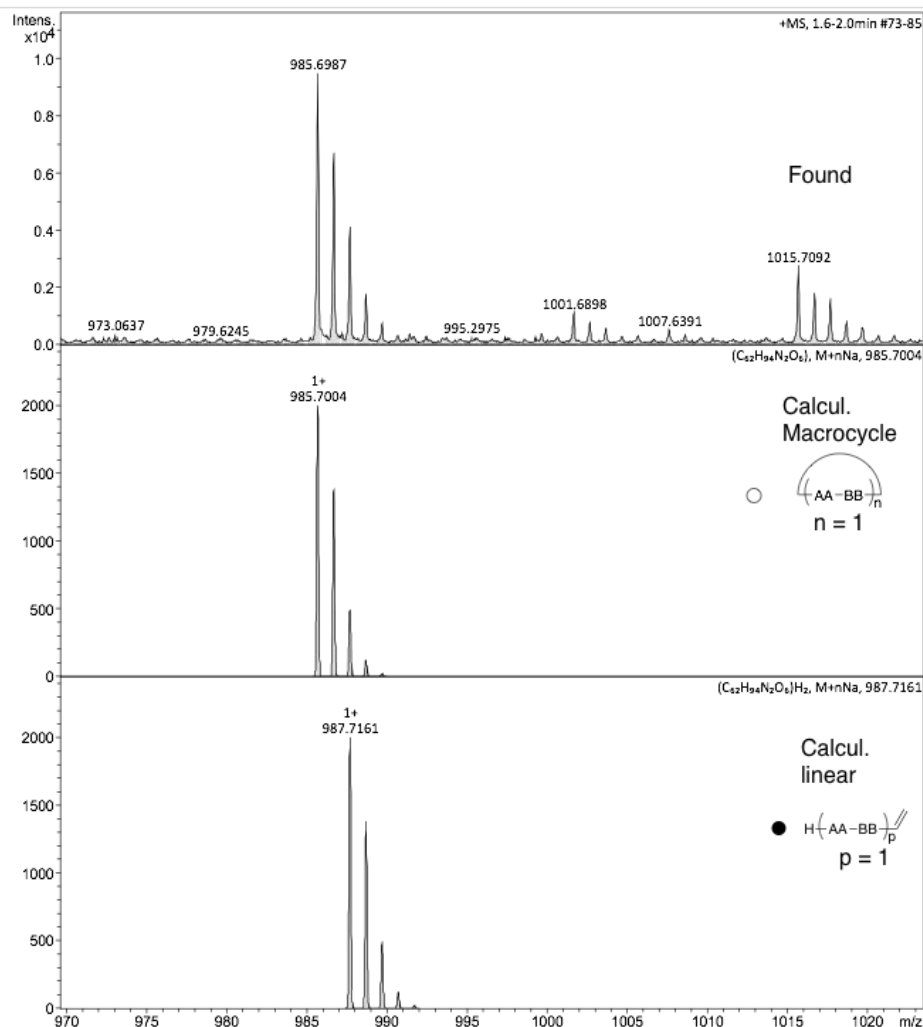 Intens.
x10⁴
+MS, 1.6-2.0min #73-85
985.6987
1.0
0.8
0.6
Found
0.4
1015.7092
0.2
1001.6898
973.0637
979.6245
995.2975
1007.6391
0.0
(C₆₂H₉₄N₂O₆), M+nNa, 985.7004
1+
985.7004
2000
Calcul.
Macrocycle
1500
( AA-BB )n
n = 1
1000
500
0
(C₆₂H₉₄N₂O₆)H₂, M+nNa, 987.7161
1+
987.7161
2000
Calcul.
linear
1500
H ( AA-BB )p
p = 1
1000
500
0
970 975 980 985 990 995 1000 1005 1010 1015 1020 m/z